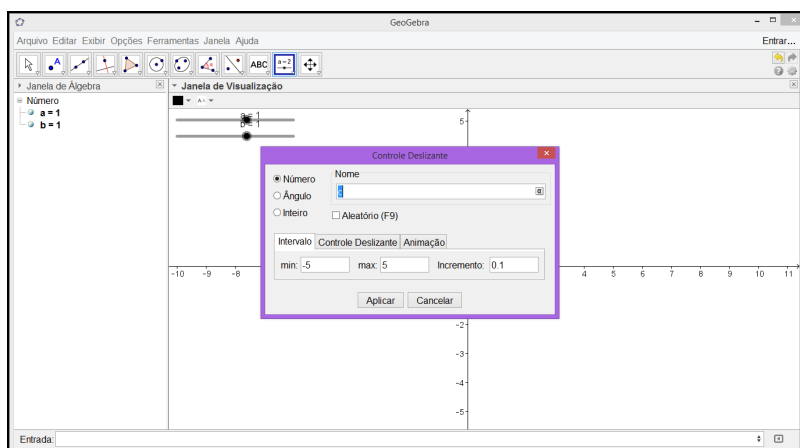 GeoGebra
Arquivo Editar Exibir Opções Ferramentas Janela Ajuda
Entrar...
ABC
a=2
Janela de Álgebra
Janela de Visualização
Número
a = 1
b = 1
a = 1
b = 1
Controle Deslizante
Número
Ângulo
Inteiro
Nome
α
Aleatório (F9)
Intervalo Controle Deslizante Animação
min: -5 max: 5 Incremento: 0.1
Aplicar Cancelar
5
-10 -9 -8 4 5 6 7 8 9 10 11
-2
-3
-4
-5
Entrada: